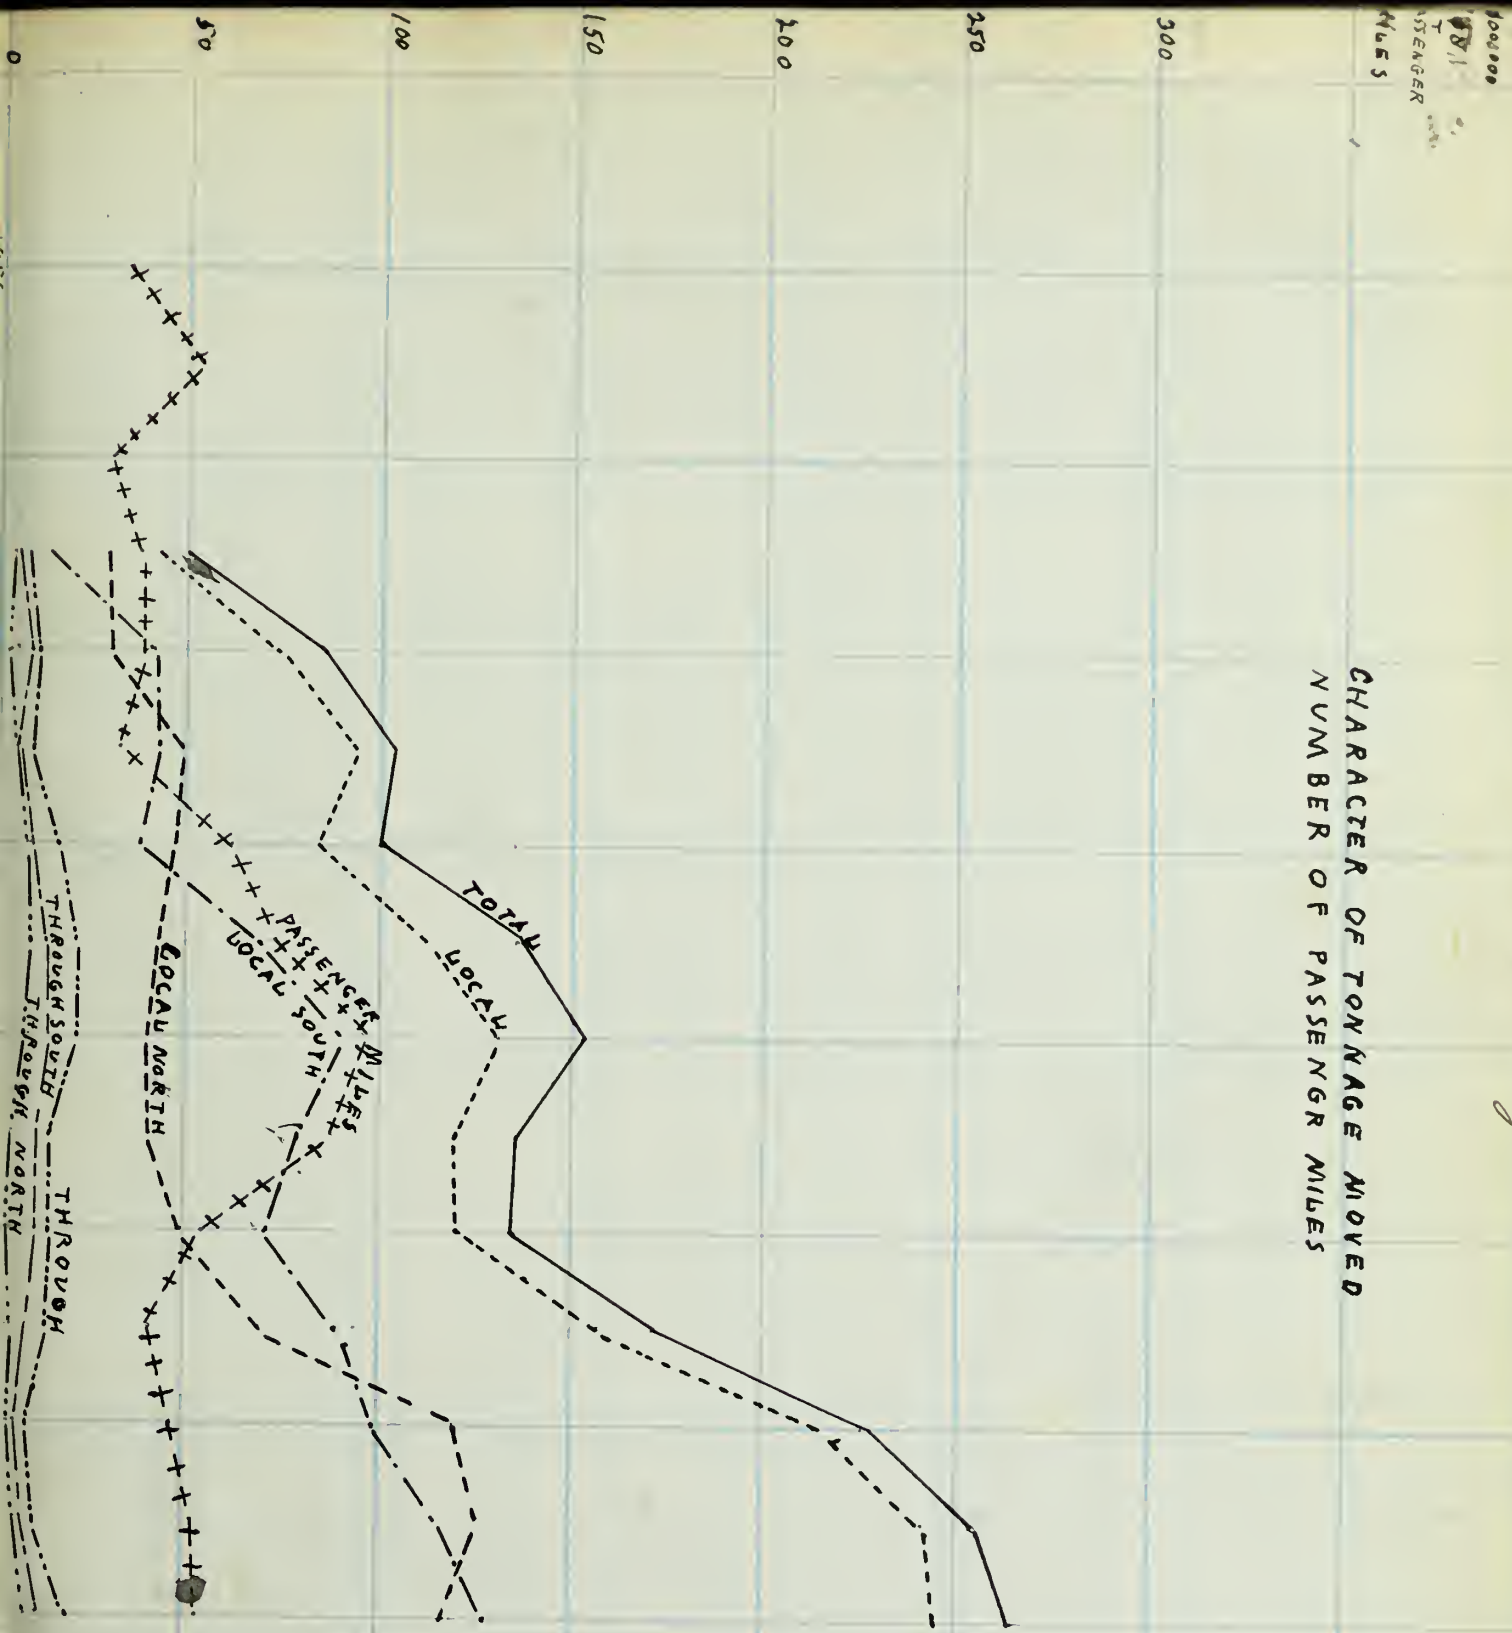 CHARACTER OF TONNAGE MOVED
NUMBER OF PASSENGR MILES
300
250
200
150
100
50
0
TOTAL
LOCAL
PASSENGER MILES
LOCAL SOUTH
LOCAL NORTH
THROUGH
THROUGH SOUTH
THROUGH NORTH